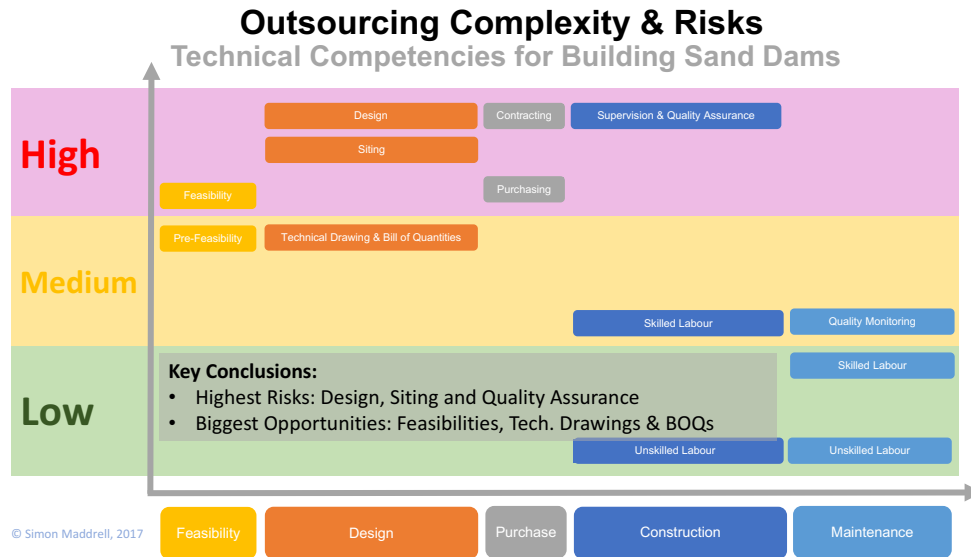 Outsourcing Complexity & Risks
Technical Competencies for Building Sand Dams
High
Design
Contracting
Supervision & Quality Assurance
Siting
Feasibility
Purchasing
Medium
Pre-Feasibility
Technical Drawing & Bill of Quantities
Skilled Labour
Quality Monitoring
Low
Key Conclusions:
• Highest Risks: Design, Siting and Quality Assurance
• Biggest Opportunities: Feasibilities, Tech. Drawings & BOQs
Skilled Labour
Unskilled Labour
Unskilled Labour
© Simon Maddrell, 2017
Feasibility
Design
Purchase
Construction
Maintenance